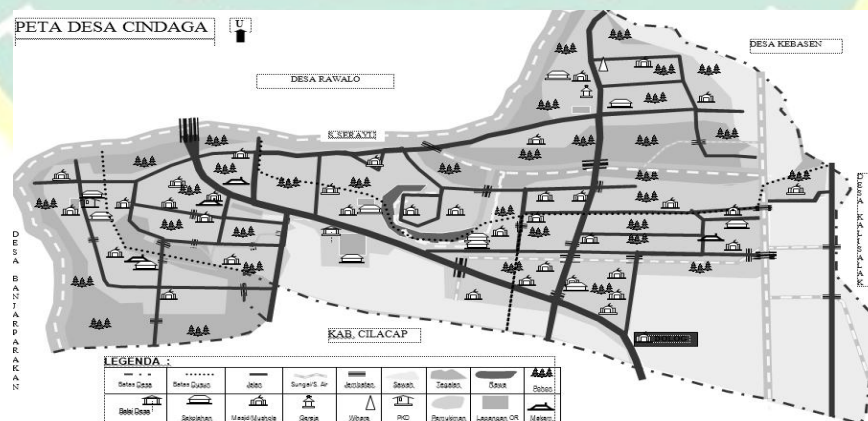 PETA DESA CINDAGA
U
DESA KEBASEN
DESA RAWALO
S. SERAYU
DESA KALISALAK
DESA BANJARPARAKAN
KAB. CILACAP
LEGENDA :
Batas Desa
Batas Dusun
Jalan
Sungai/S. Air
Jembatan
Sawah
Tegalan
Rawa
Pohon
Balai Desa
Sekolahan
Masjid/Mushola
Gereja
Wihara
PKD
Pemukiman
Lapangan OR
Makam